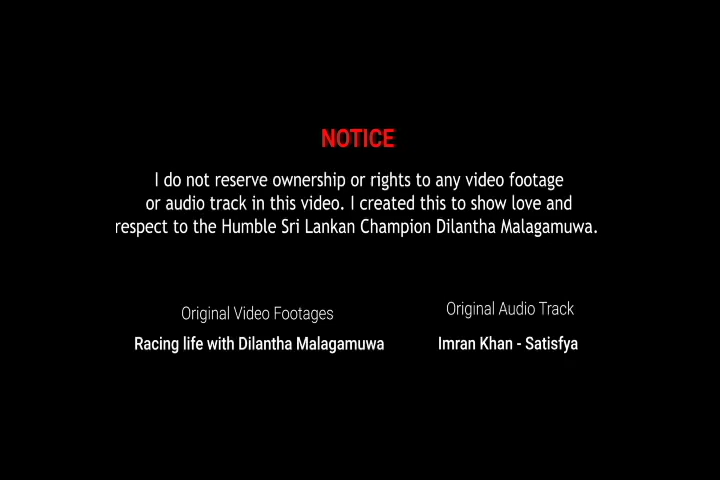 NOTICE
I do not reserve ownership or rights to any video footage
or audio track in this video. I created this to show love and
respect to the Humble Sri Lankan Champion Dilantha Malagamuwa.
Original Video Footages
Racing life with Dilantha Malagamuwa
Original Audio Track
Imran Khan - Satisfya